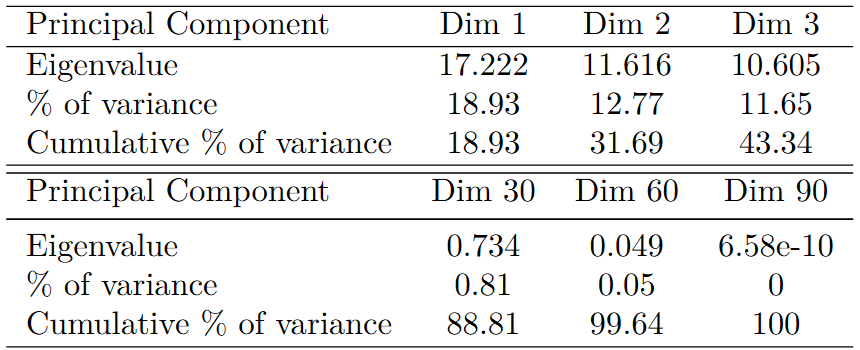 Principal Component Dim 1 Dim 2 Dim 3
Eigenvalue 17.222 11.616 10.605
% of variance 18.93 12.77 11.65
Cumulative % of variance 18.93 31.69 43.34
Principal Component Dim 30 Dim 60 Dim 90
Eigenvalue 0.734 0.049 6.58e-10
% of variance 0.81 0.05 0
Cumulative % of variance 88.81 99.64 100